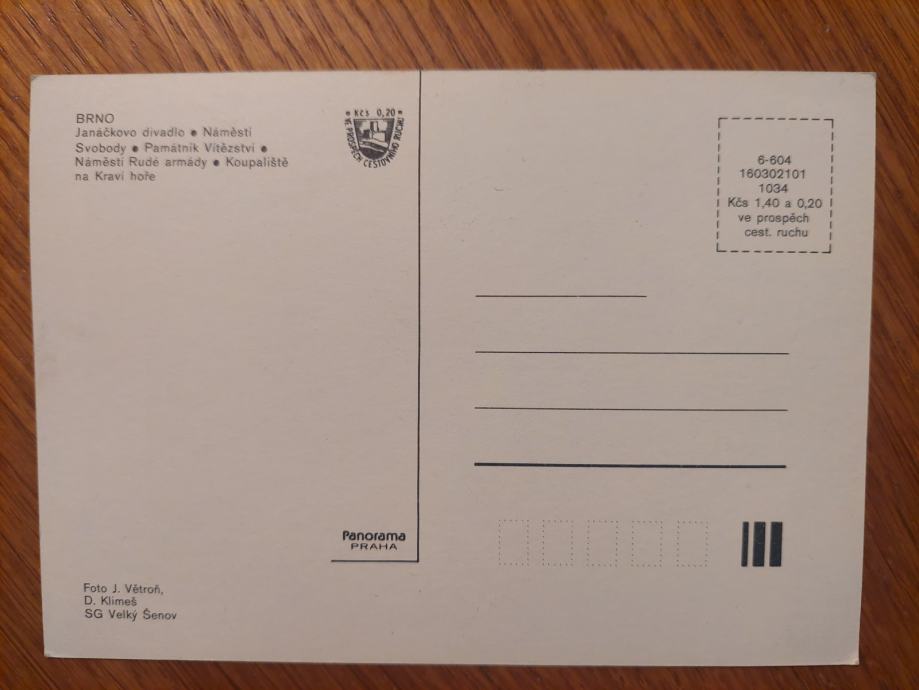 BRNO
Janáčkovo divadlo ● Náměstí
Svobody ● Památník Vítězství ●
Náměstí Rudé armády ● Koupaliště
na Kraví hoře
Kčs 0,20
VE PROSPĚCH CESTOVNÍHO RUCHU
6-604
160302101
1034
Kčs 1,40 a 0,20
ve prospěch
cest. ruchu
Panorama
PRAHA
Foto J. Větroň,
D. Klimeš
SG Velký Šenov